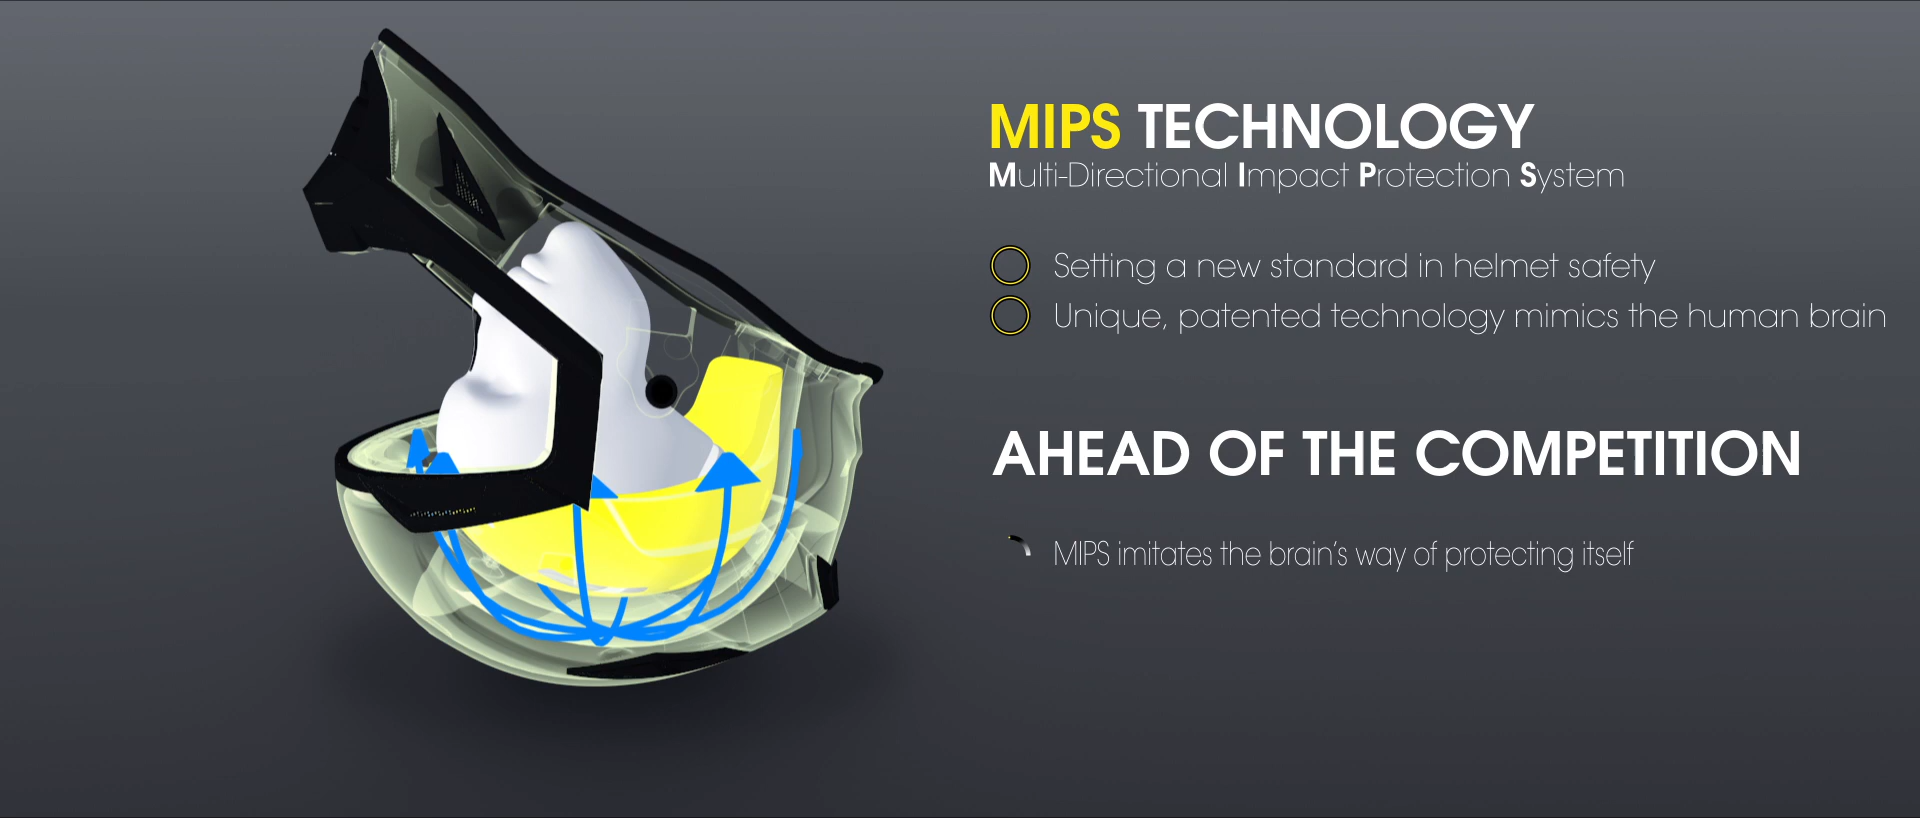 MIPS TECHNOLOGY
Multi-Directional Impact Protection System
Setting a new standard in helmet safety
Unique, patented technology mimics the human brain
AHEAD OF THE COMPETITION
MIPS imitates the brain's way of protecting itself